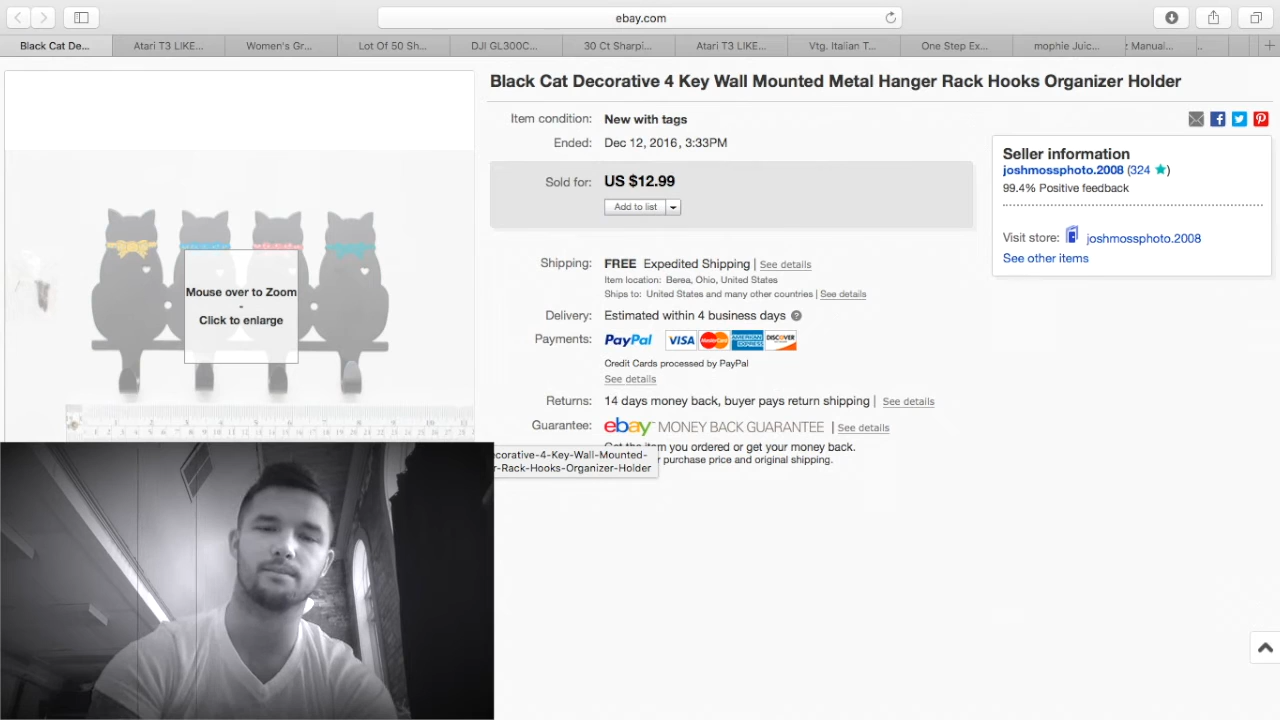 ebay.com
Black Cat De...
Atari T3 LIKE...
Women's Gr...
Lot Of 50 Sh...
DJI GL300C...
30 Ct Sharpi...
Atari T3 LIKE...
Vtg. Italian T...
One Step Ex...
mophie Juic...
Manual...
Black Cat Decorative 4 Key Wall Mounted Metal Hanger Rack Hooks Organizer Holder
Item condition: New with tags
Ended: Dec 12, 2016, 3:33PM
Sold for: US $12.99
Add to list
Shipping: FREE Expedited Shipping | See details
Item location: Berea, Ohio, United States
Ships to: United States and many other countries | See details
Delivery: Estimated within 4 business days ?
Payments: PayPal VISA MasterCard AMERICAN EXPRESS DISCOVER
Credit Cards processed by PayPal
See details
Returns: 14 days money back, buyer pays return shipping | See details
Guarantee: ebay MONEY BACK GUARANTEE | See details
Get the item you ordered or get your money back.
purchase price and original shipping.
corative-4-Key-Wall-Mounted-
r-Rack-Hooks-Organizer-Holder
Mouse over to Zoom
-
Click to enlarge
Seller information
joshmossphoto.2008 (324 ★)
99.4% Positive feedback
Visit store: joshmossphoto.2008
See other items